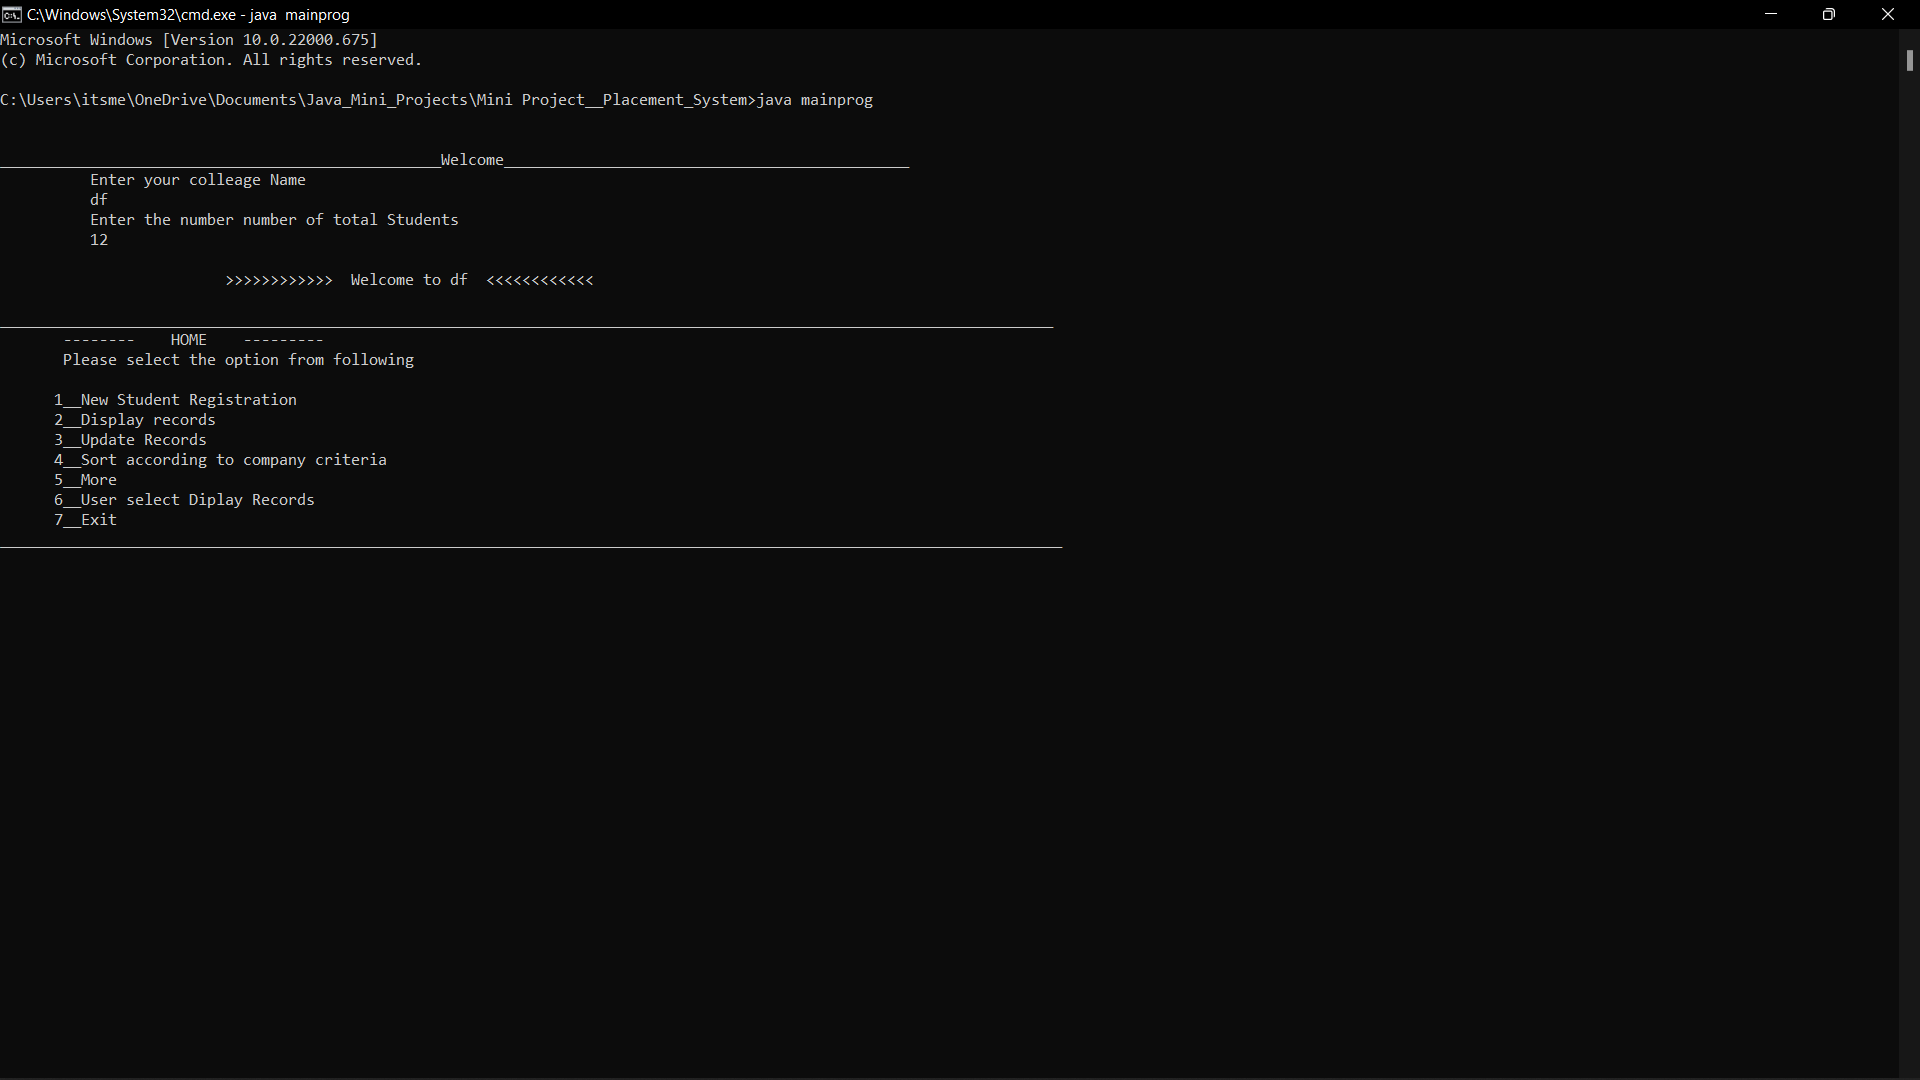 C:\Windows\System32\cmd.exe - java  mainprog
Microsoft Windows [Version 10.0.22000.675]
(c) Microsoft Corporation. All rights reserved.
C:\Users\itsme\OneDrive\Documents\Java_Mini_Projects\Mini Project__Placement_System>java mainprog
_________________________________________________Welcome_____________________________________________
Enter your colleage Name
df
Enter the number number of total Students
12
>>>>>>>>>>>>  Welcome to df  <<<<<<<<<<<<
_____________________________________________________________________________________________________________________
--------    HOME    ---------
Please select the option from following
1__New Student Registration
2__Display records
3__Update Records
4__Sort according to company criteria
5__More
6__User select Diplay Records
7__Exit
______________________________________________________________________________________________________________________